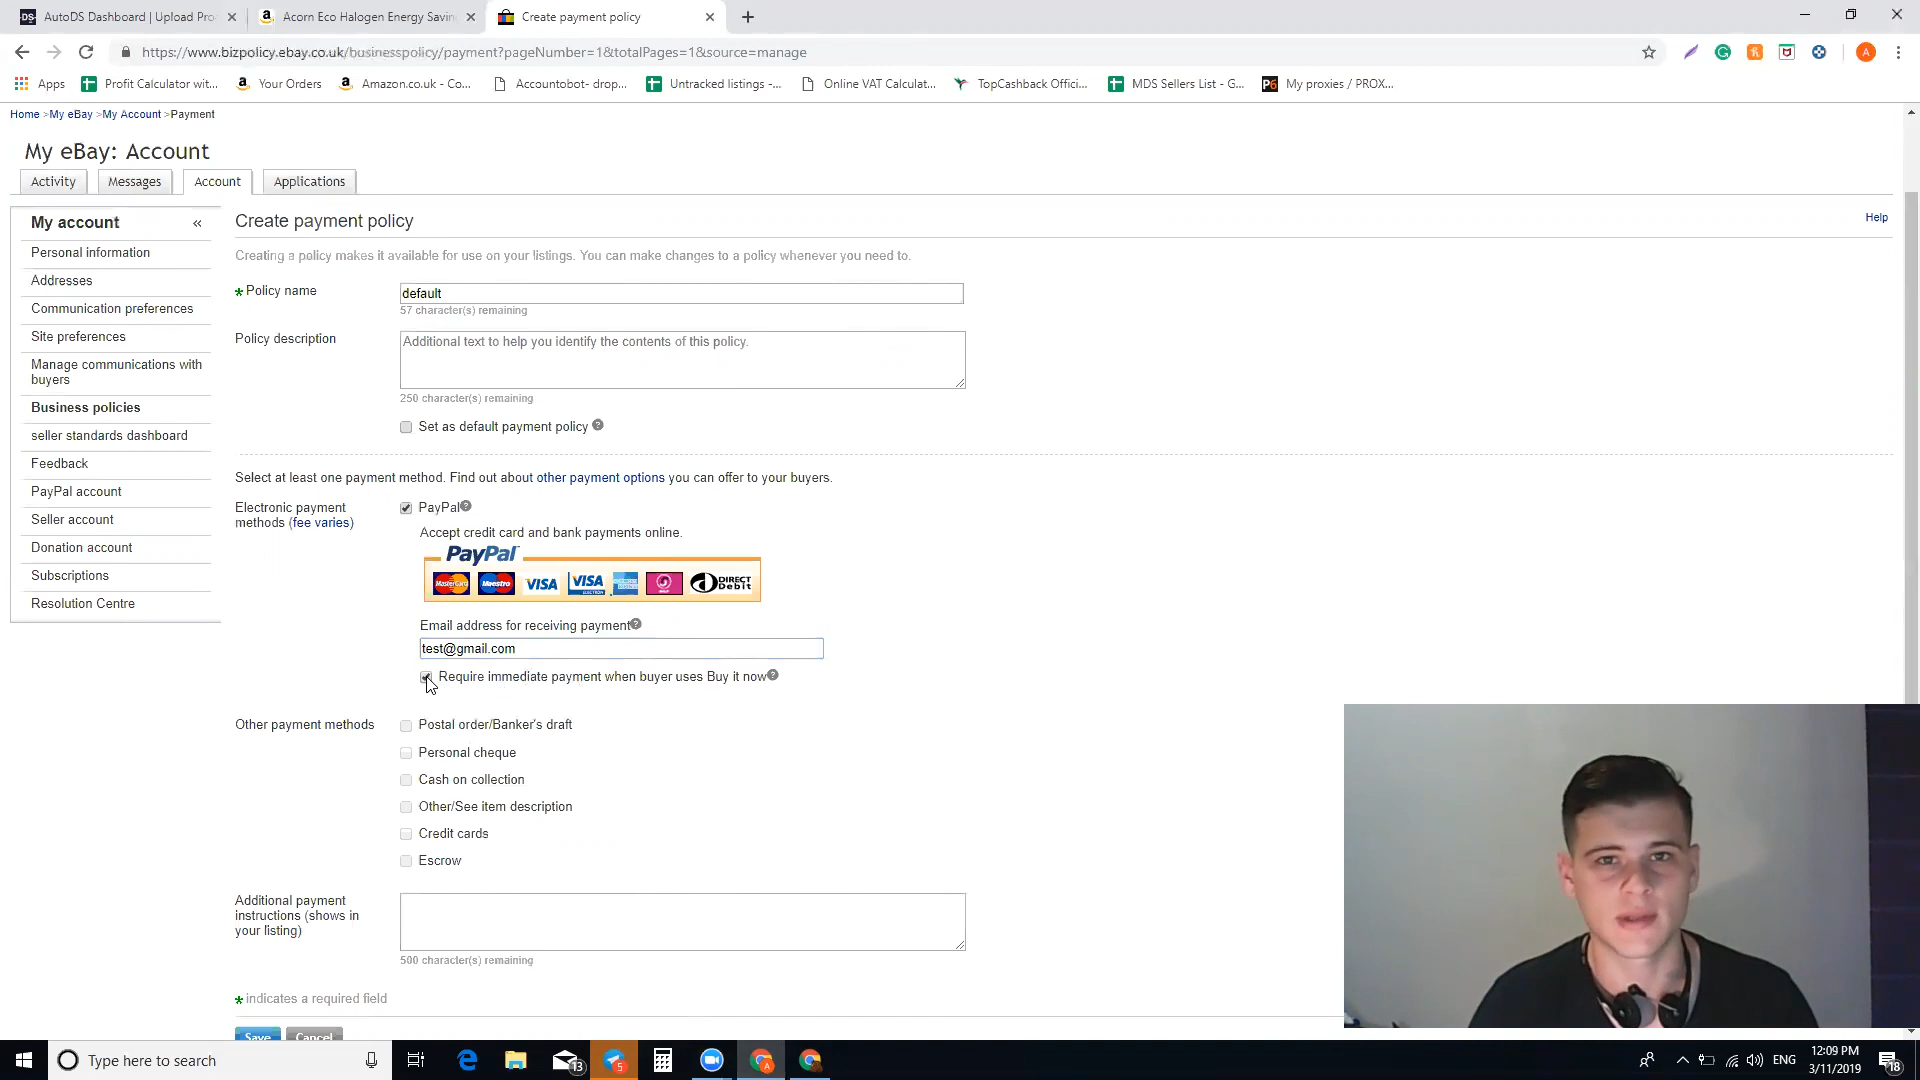 AutoDS Dashboard | Upload Pro
Acorn Eco Halogen Energy Savin
Create payment policy
https://www.bizpolicy.ebay.co.uk/businesspolicy/payment?pageNumber=1&totalPages=1&source=manage
Apps
Profit Calculator wit...
Your Orders
Amazon.co.uk - Co...
Accountobot- drop...
Untracked listings -...
Online VAT Calculat...
TopCashback Offici...
MDS Sellers List - G...
My proxies / PROX...
Home >My eBay >My Account >Payment
My eBay: Account
Activity
Messages
Account
Applications
My account «
Personal information
Addresses
Communication preferences
Site preferences
Manage communications with
buyers
Business policies
seller standards dashboard
Feedback
PayPal account
Seller account
Donation account
Subscriptions
Resolution Centre
Create payment policy
Help
Creating a policy makes it available for use on your listings. You can make changes to a policy whenever you need to.
* Policy name
default
57 character(s) remaining
Policy description
Additional text to help you identify the contents of this policy.
250 character(s) remaining
Set as default payment policy ?
Select at least one payment method. Find out about other payment options you can offer to your buyers.
Electronic payment
methods (fee varies)
PayPal ?
Accept credit card and bank payments online.
PayPal
MasterCard Maestro VISA VISA ELECTRON DIRECT Debit
Email address for receiving payment ?
test@gmail.com
Require immediate payment when buyer uses Buy it now ?
Other payment methods
Postal order/Banker's draft
Personal cheque
Cash on collection
Other/See item description
Credit cards
Escrow
Additional payment
instructions (shows in
your listing)
500 character(s) remaining
* indicates a required field
Save
Cancel
Type here to search
13
5
ENG
12:09 PM
3/11/2019
18